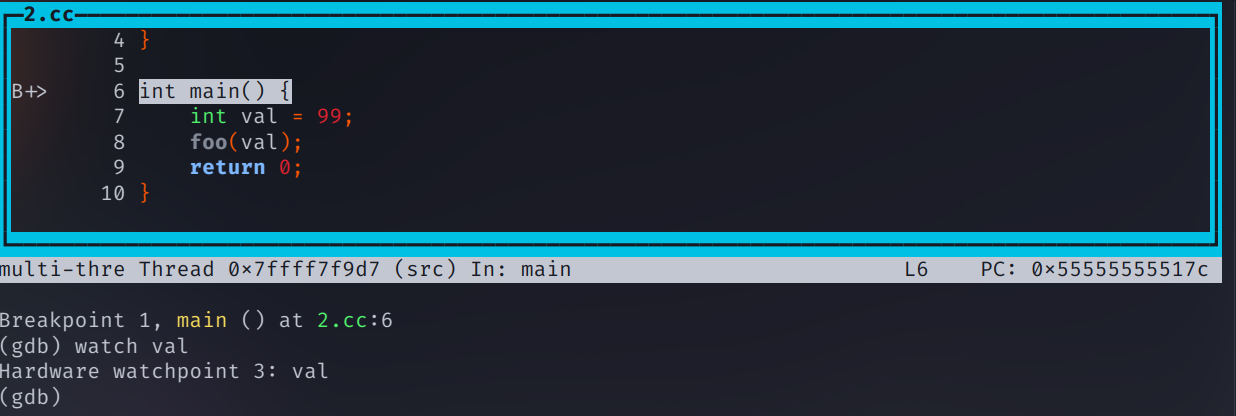 2.cc
4 }
5
B+> 6 int main() {
7 int val = 99;
8 foo(val);
9 return 0;
10 }
multi-thre Thread 0x7ffff7f9d7 (src) In: main L6 PC: 0x55555555517c
Breakpoint 1, main () at 2.cc:6
(gdb) watch val
Hardware watchpoint 3: val
(gdb)